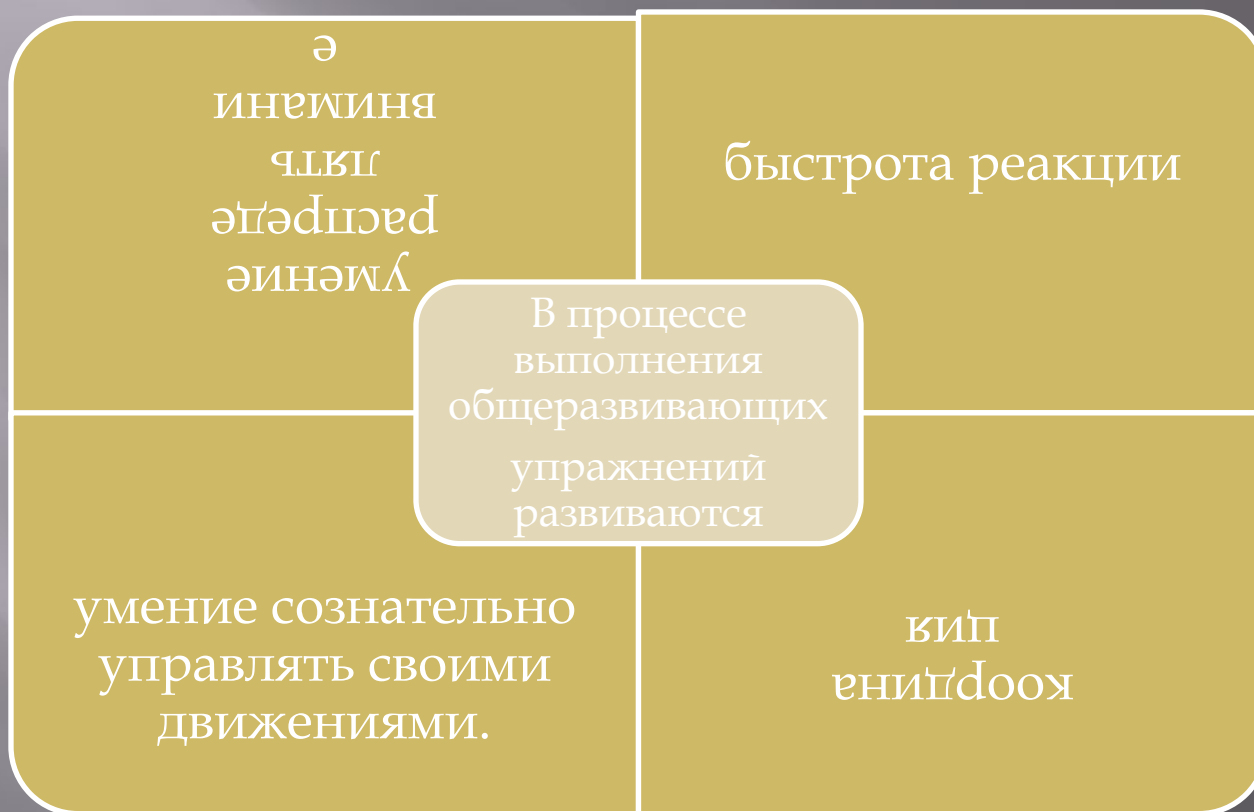 умение
распреде
лять
внимани
е
быстрота реакции
В процессе
выполнения
общеразвивающих
упражнений
развиваются
умение сознательно
управлять своими
движениями.
координа
ция